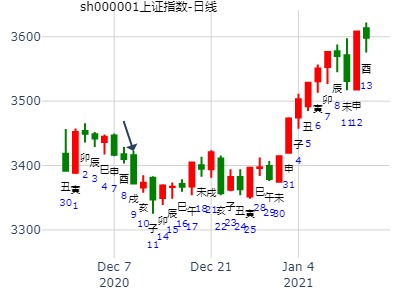 sh000001上证指数-日线
3600
3500
3400
3300
丑 寅 卯 辰 巳 申 酉 戌 亥 子 卯 辰 巳 午 未 戌 亥 子 丑 寅 巳 午 未 申 子 丑 寅 卯 辰 未 申 酉
30 1 2 3 4 7 8 9 10 11 14 15 16 17 18 21 22 23 24 25 28 29 30 31 4 5 6 7 8 11 12 13
Dec 7 Dec 21 Jan 4
2020 2021